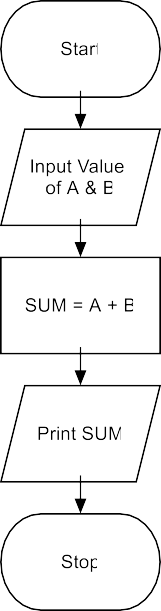 Start
Input Value
of A & B
SUM = A + B
Print SUM
Stop